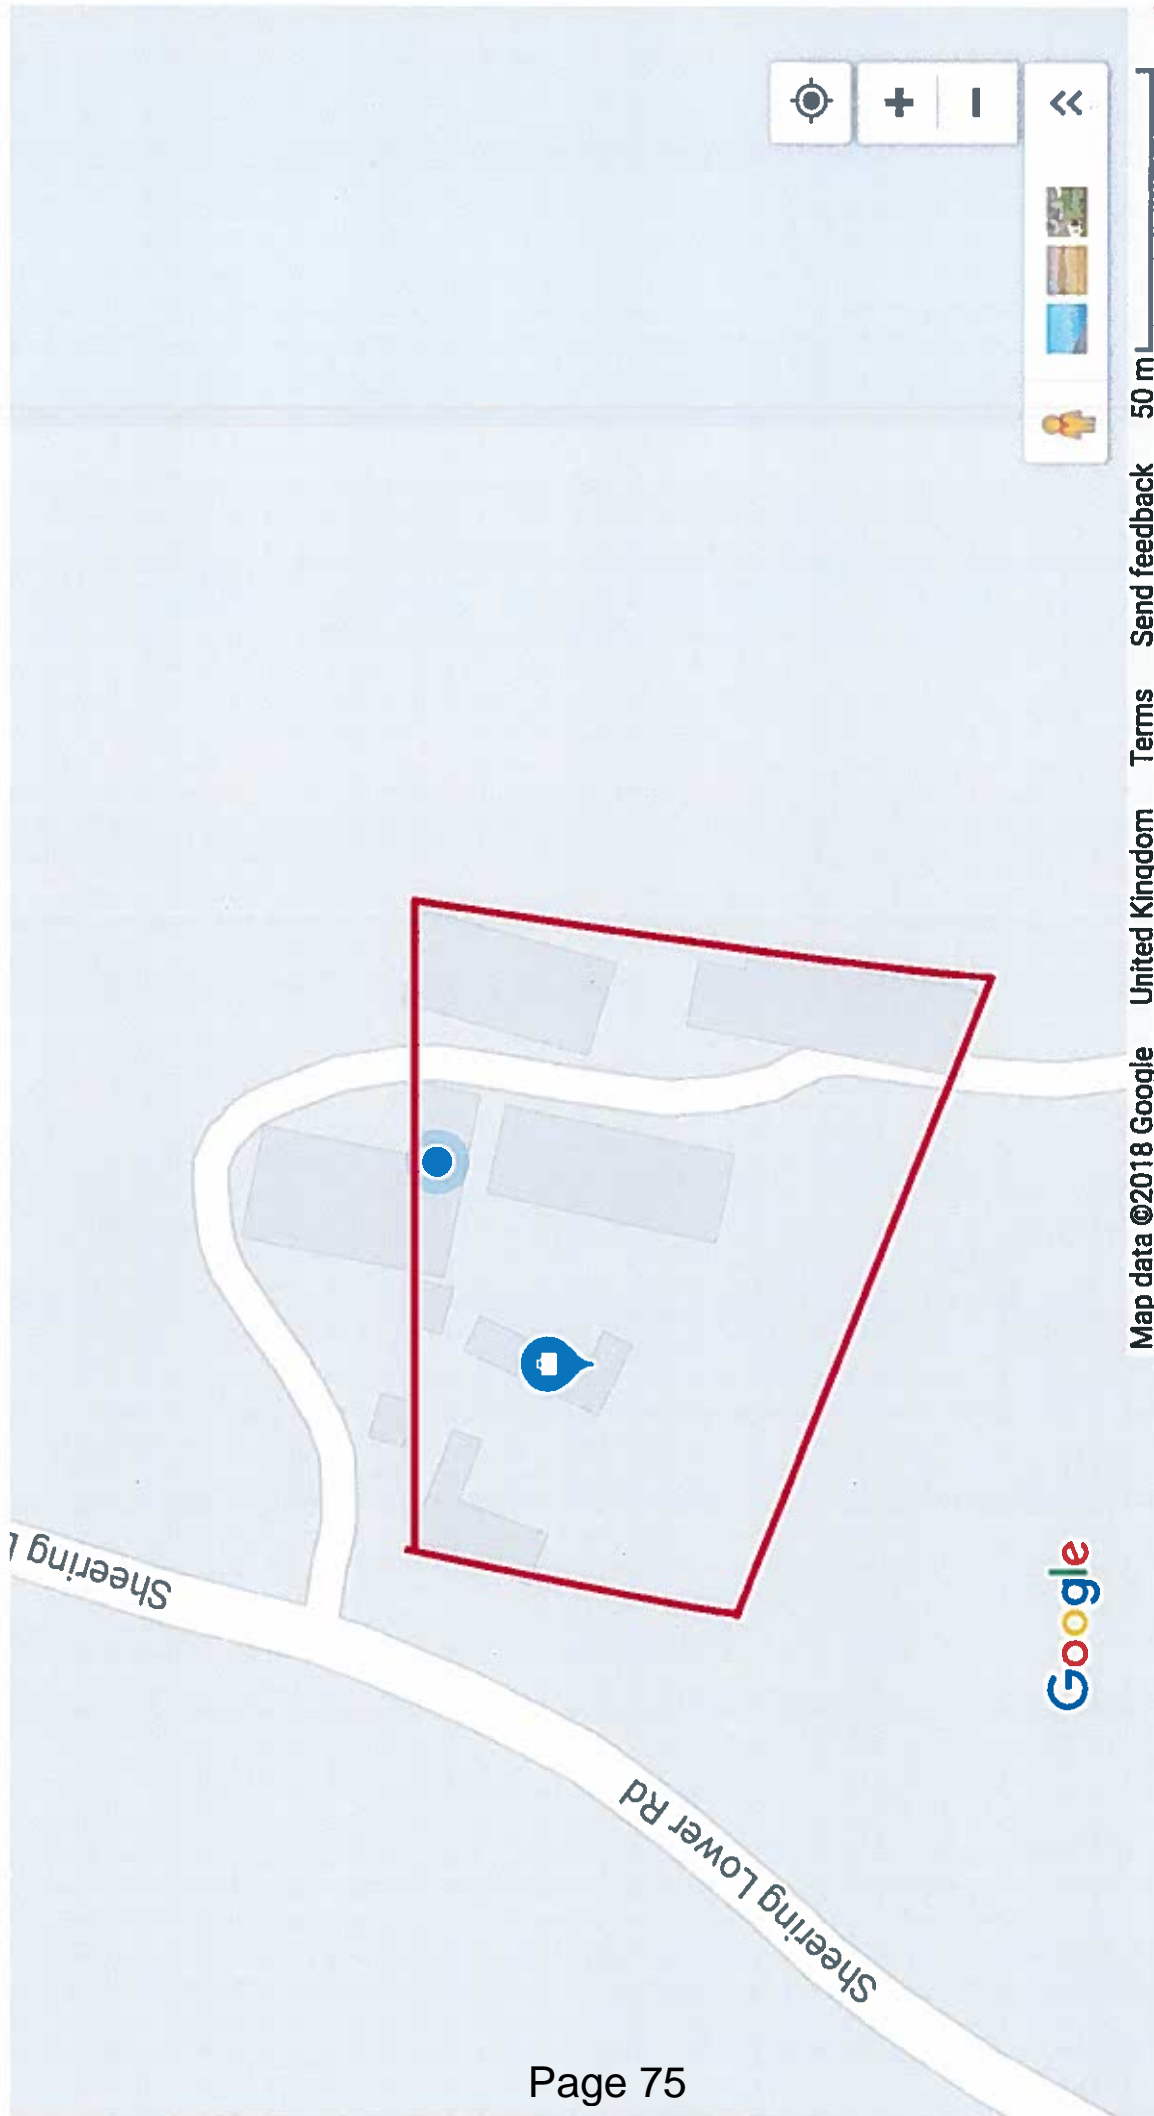 Sheering L
Sheering Lower Rd
Google
Map data ©2018 Google United Kingdom Terms Send feedback 50 m
Page 75